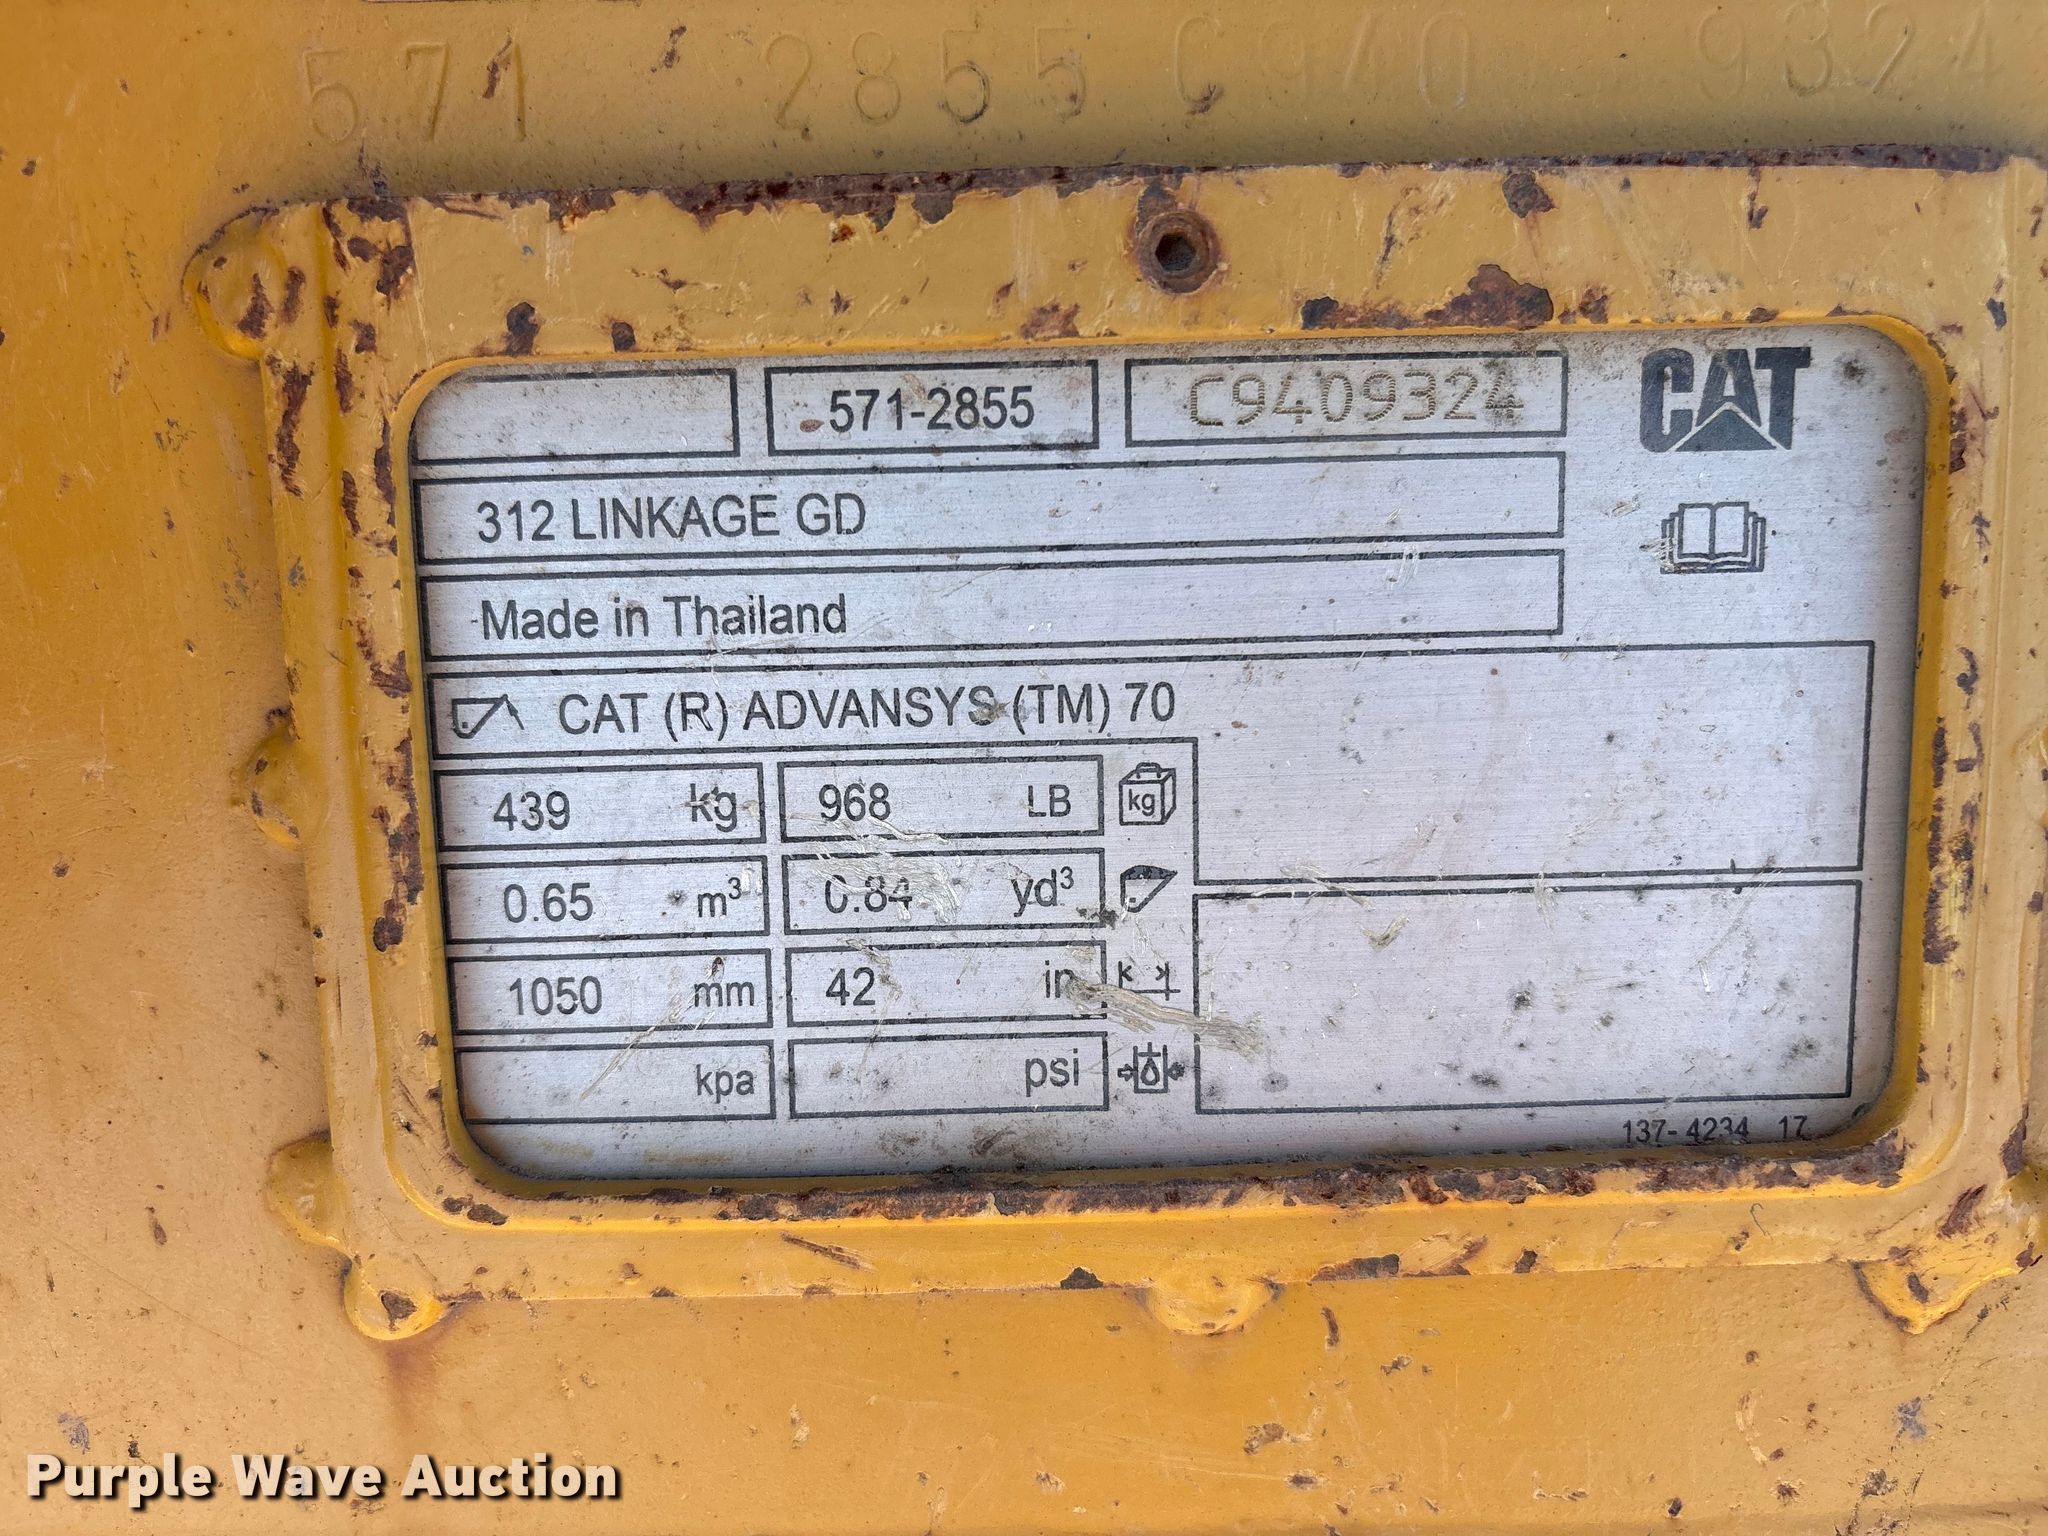 571 2855 C940 9324
571-2855 C9409324 CAT
312 LINKAGE GD
Made in Thailand
CAT (R) ADVANSYS (TM) 70
439 kg 968 LB kg
0.65 m³ 0.84 yd³
1050 mm 42 in
kpa psi
137-4234 17
Purple Wave Auction